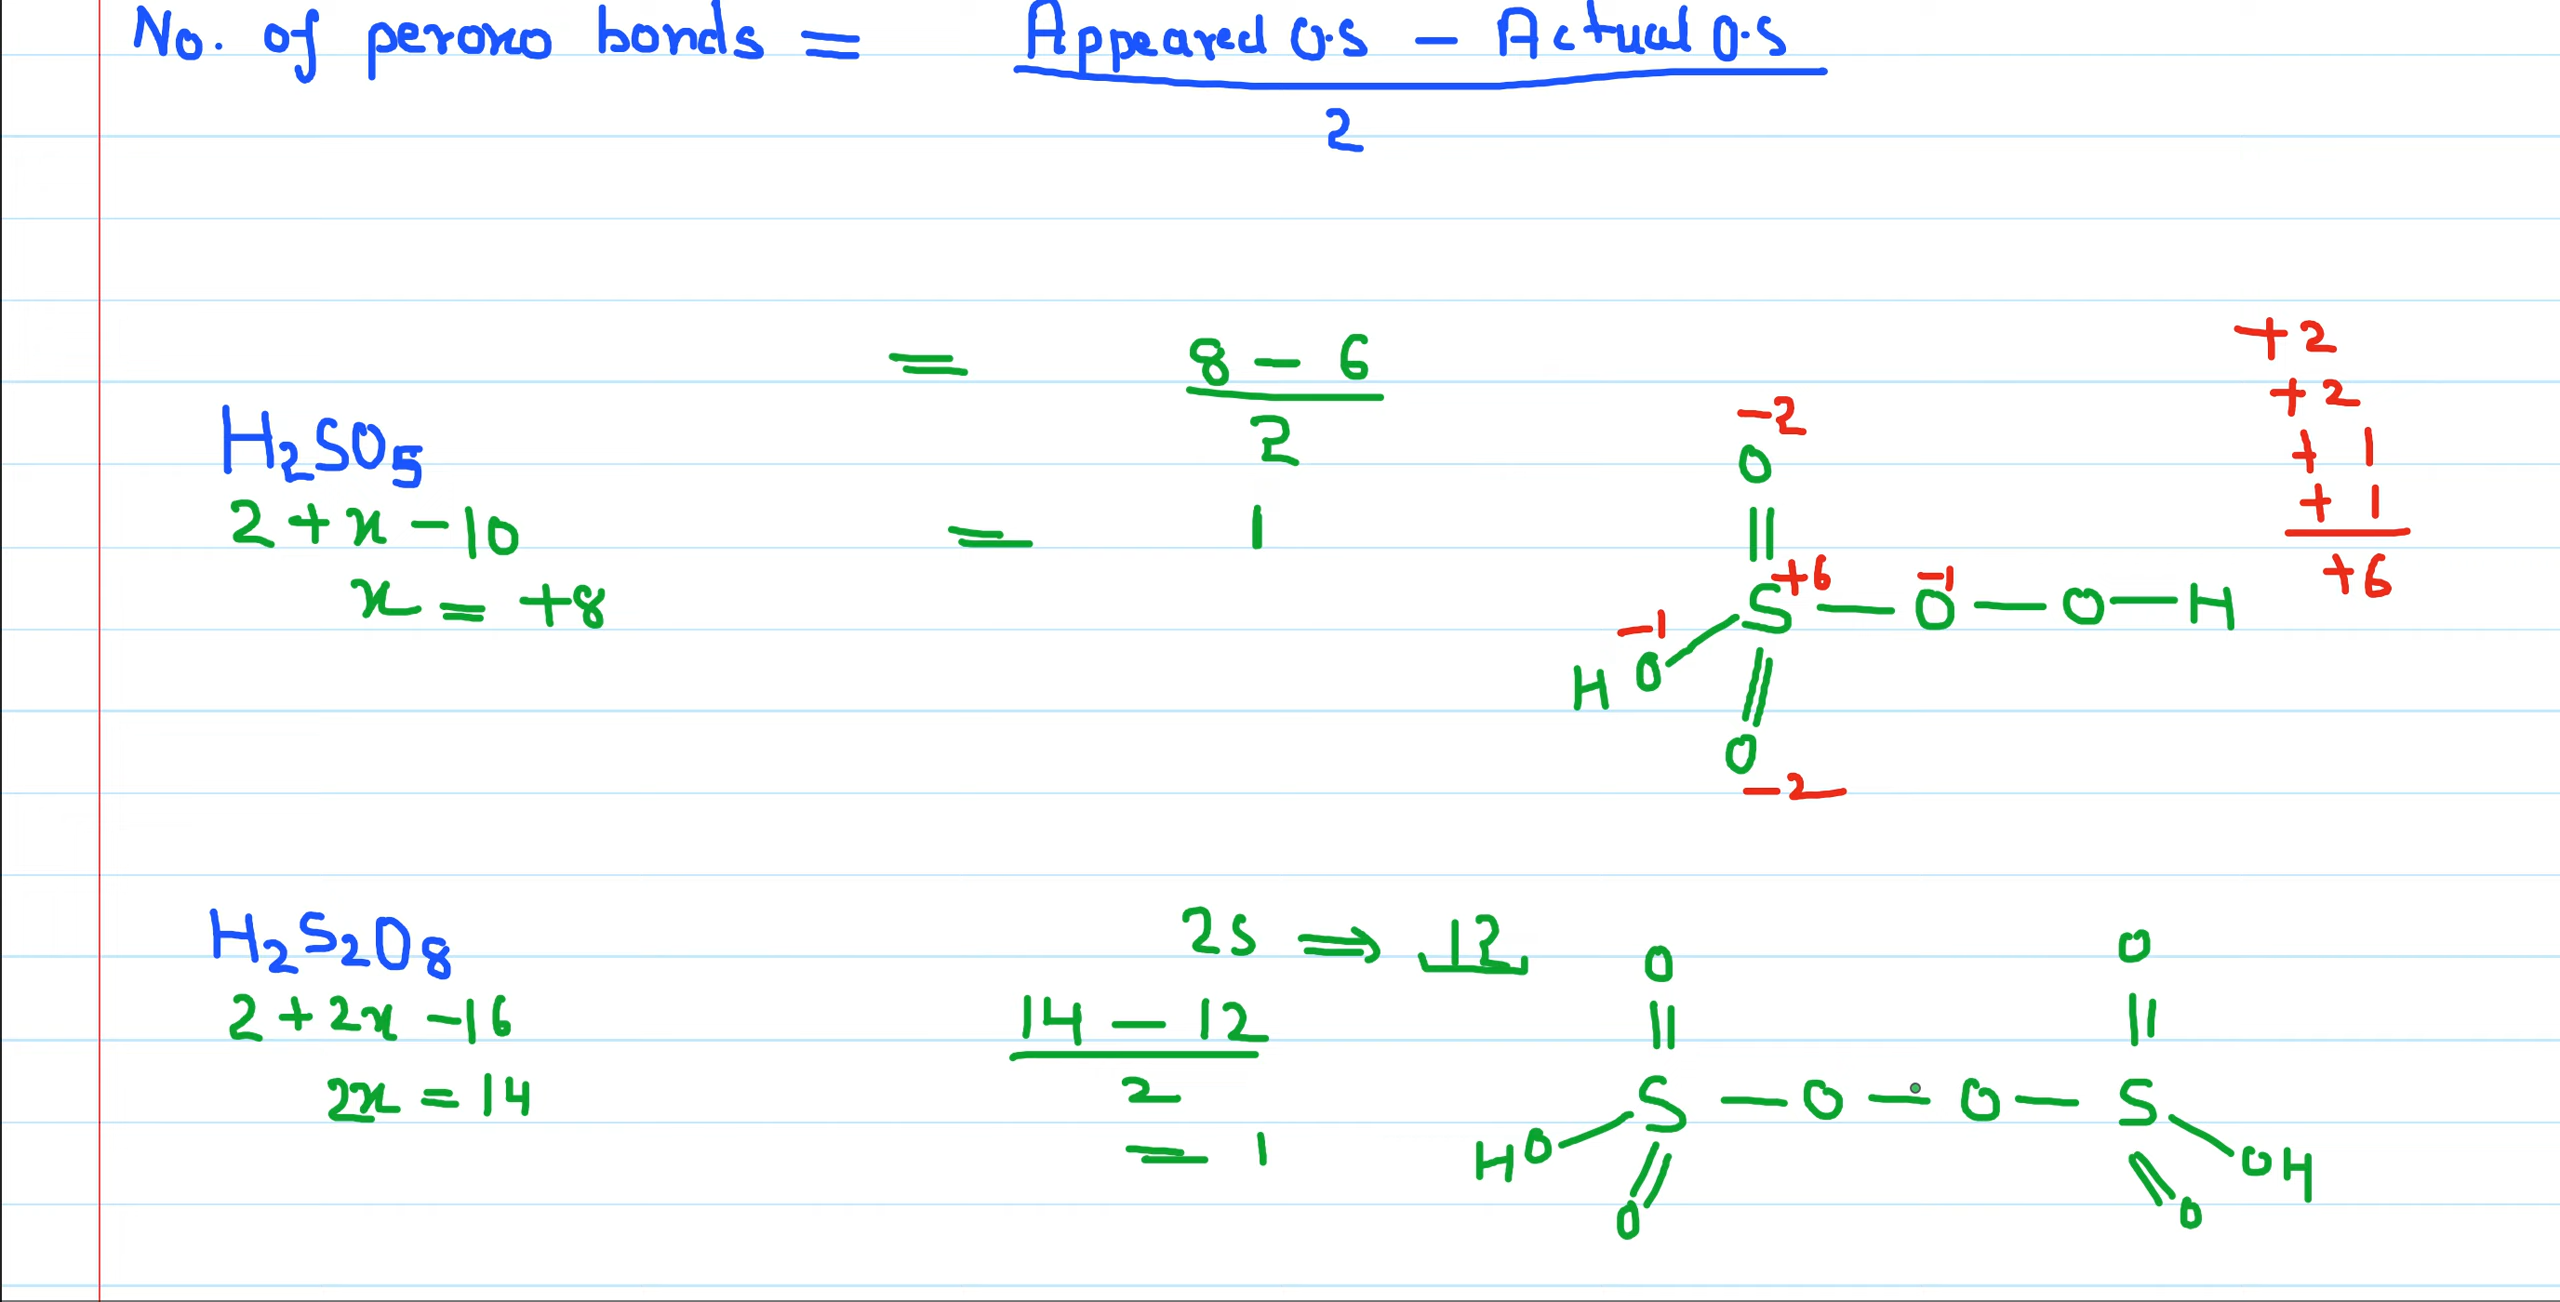 No. of peroxo bonds = Appeared O.S – Actual O.S
2
= 8 – 6
2
= 1
H₂SO₅
2 + x – 10
x = +8
–2
O
||
+6 –1
S — O — O — H
–1
H O
||
O
–2
+2
+2
+ 1
+ 1
+6
H₂S₂O₈
2 + 2x – 16
2x = 14
2s ⇒ 12
14 – 12
2
= 1
O O
|| ||
S — O — O — S
HO OH
|| ||
O O